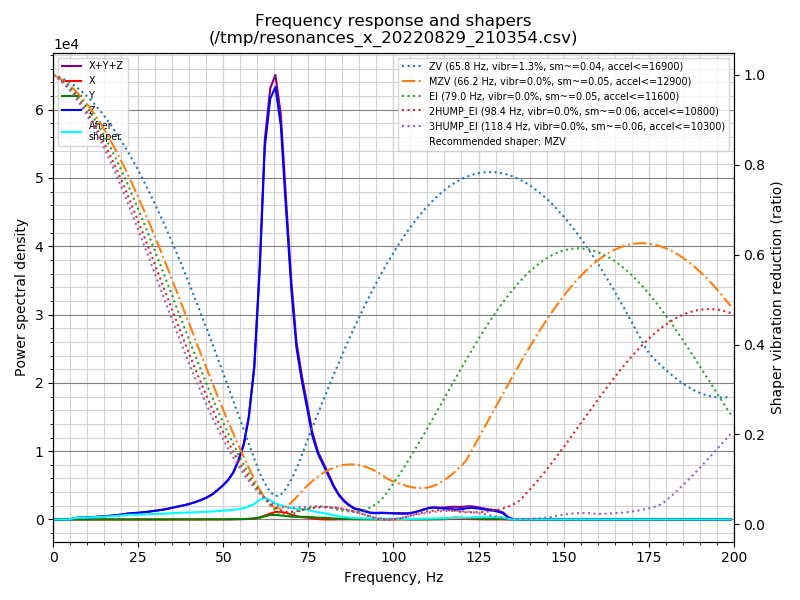 Frequency response and shapers
(/tmp/resonances_x_20220829_210354.csv)
1e4
X+Y+Z
X
Y
Z
After
shaper
ZV (65.8 Hz, vibr=1.3%, sm~=0.04, accel<=16900)
MZV (66.2 Hz, vibr=0.0%, sm~=0.05, accel<=12900)
EI (79.0 Hz, vibr=0.0%, sm~=0.05, accel<=11600)
2HUMP_EI (98.4 Hz, vibr=0.0%, sm~=0.06, accel<=10800)
3HUMP_EI (118.4 Hz, vibr=0.0%, sm~=0.06, accel<=10300)
Recommended shaper: MZV
Power spectral density
6
5
4
3
2
1
0
1.0
0.8
0.6
0.4
0.2
0.0
Shaper vibration reduction (ratio)
0 25 50 75 100 125 150 175 200
Frequency, Hz